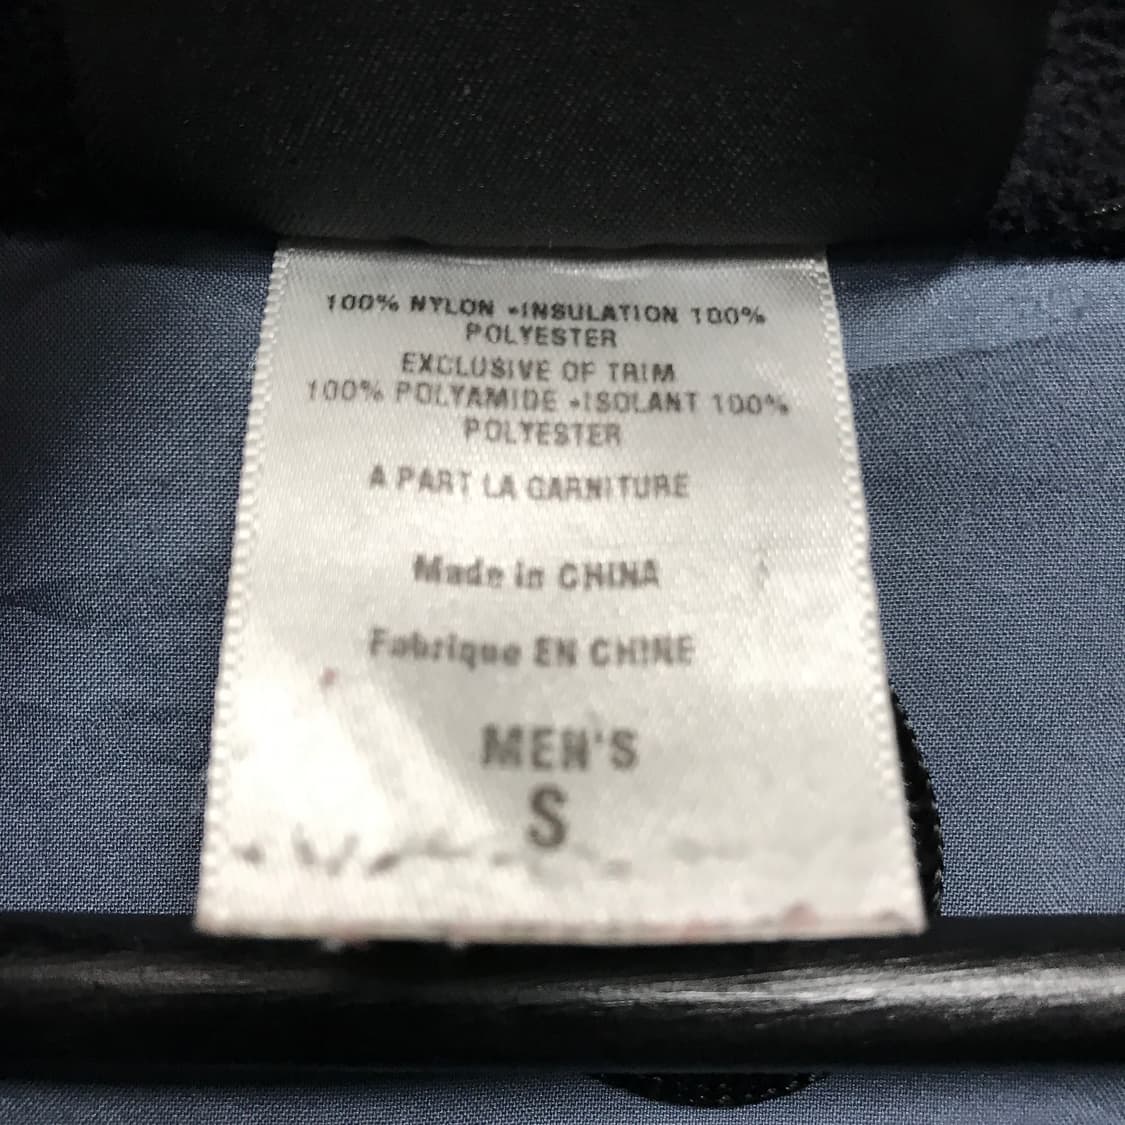 100% NYLON •INSULATION 100%
POLYESTER
EXCLUSIVE OF TRIM
100% POLYAMIDE •ISOLANT 100%
POLYESTER
A PART LA GARNITURE
Made in CHINA
Fabrique EN CHINE
MEN'S
S